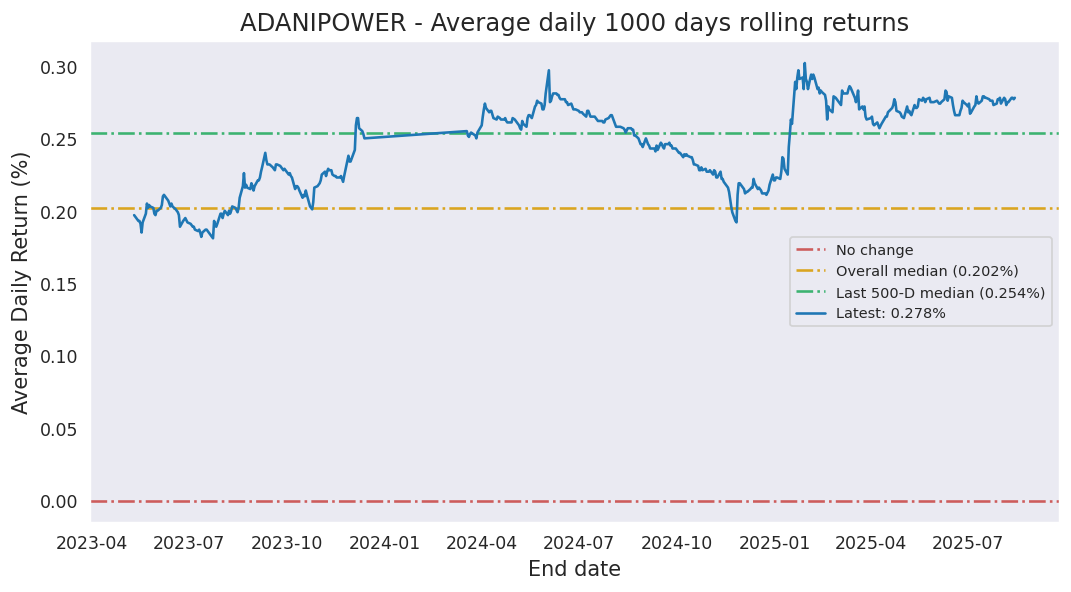 ADANIPOWER - Average daily 1000 days rolling returns
Average Daily Return (%)
0.30
0.25
0.20
0.15
0.10
0.05
0.00
No change
Overall median (0.202%)
Last 500-D median (0.254%)
Latest: 0.278%
2023-04 2023-07 2023-10 2024-01 2024-04 2024-07 2024-10 2025-01 2025-04 2025-07
End date